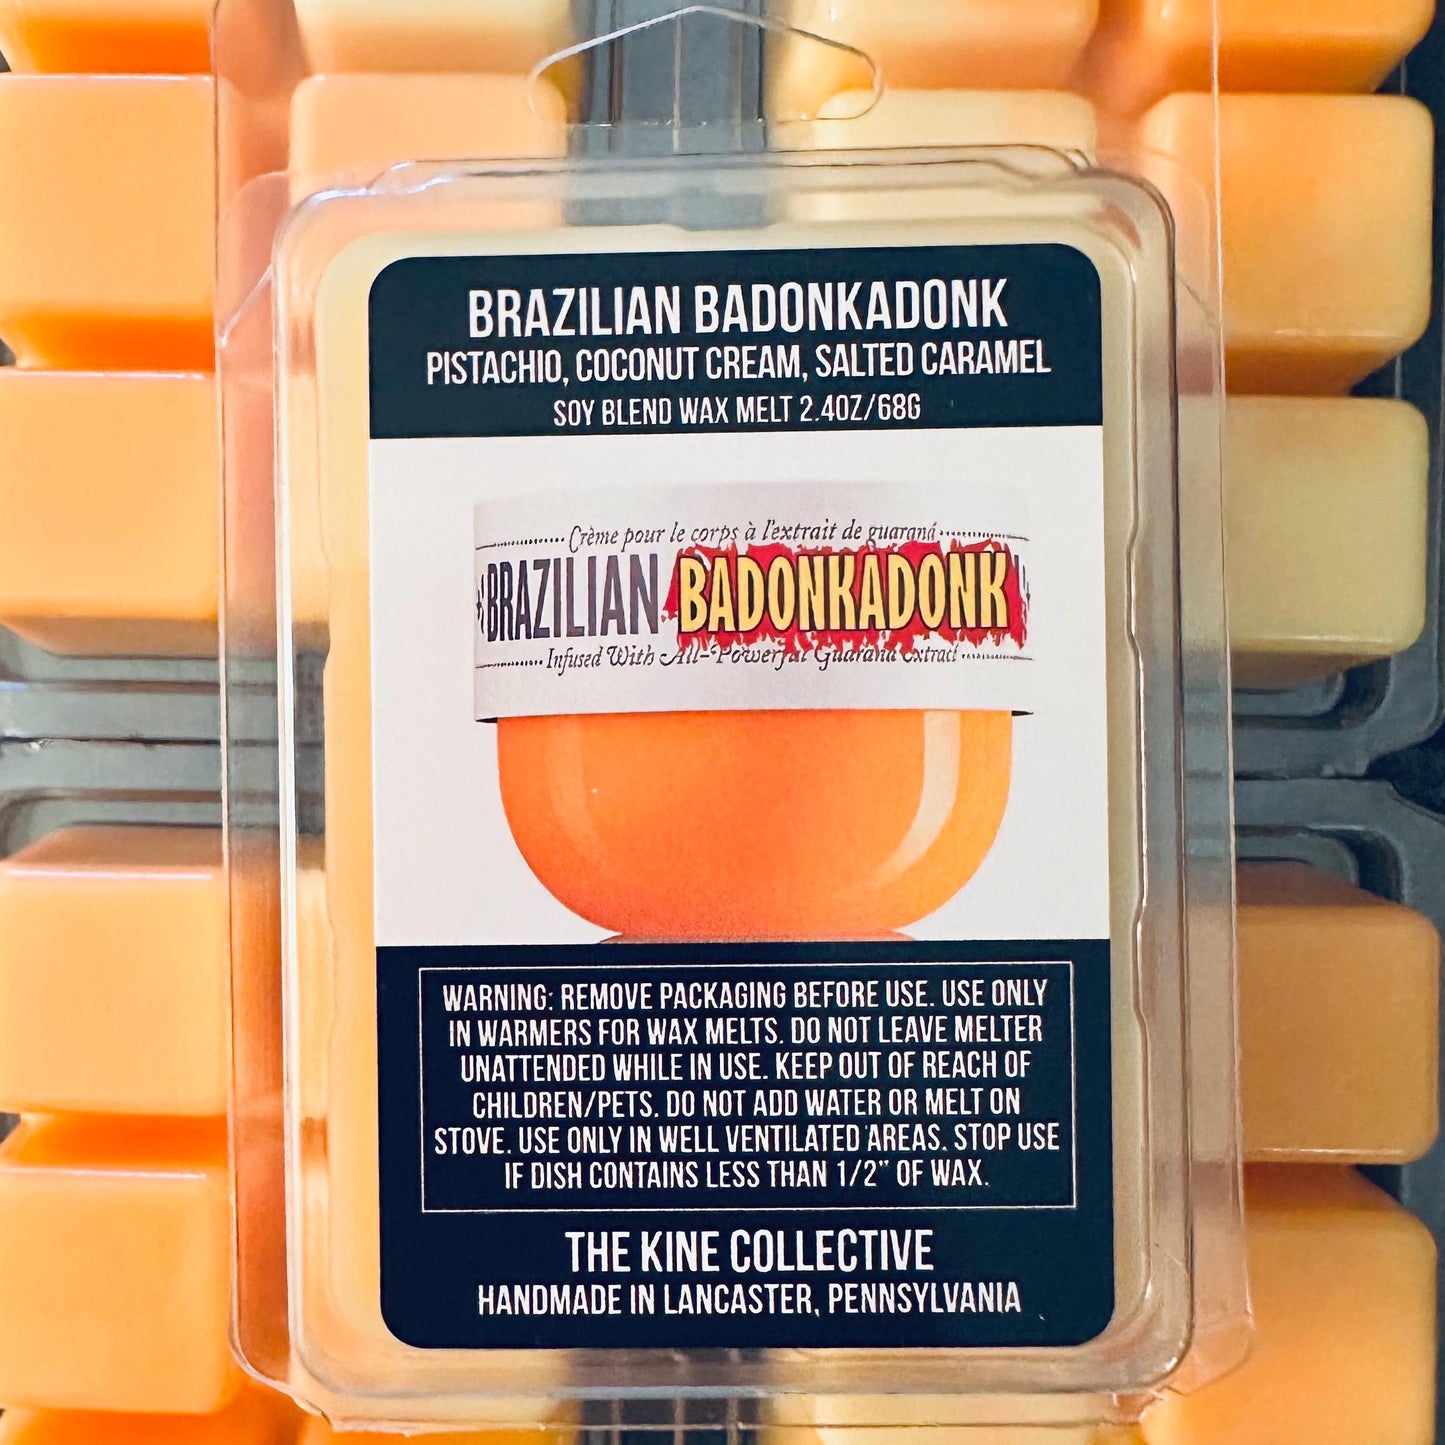 BRAZILIAN BADONKADONK
PISTACHIO, COCONUT CREAM, SALTED CARAMEL
SOY BLEND WAX MELT 2.4OZ/68G
Crème pour le corps à l'extrait de guaraná
BRAZILIAN BADONKADONK
Infused With All-Powerful Guaraná Extract
WARNING: REMOVE PACKAGING BEFORE USE. USE ONLY
IN WARMERS FOR WAX MELTS. DO NOT LEAVE MELTER
UNATTENDED WHILE IN USE. KEEP OUT OF REACH OF
CHILDREN/PETS. DO NOT ADD WATER OR MELT ON
STOVE. USE ONLY IN WELL VENTILATED AREAS. STOP USE
IF DISH CONTAINS LESS THAN 1/2" OF WAX.
THE KINE COLLECTIVE
HANDMADE IN LANCASTER, PENNSYLVANIA